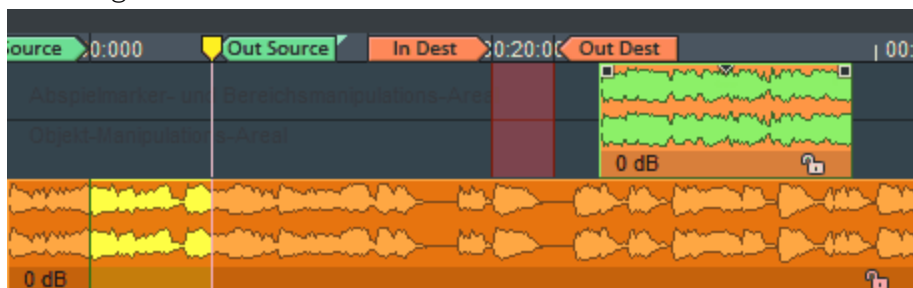 ource 0:000 Out Source In Dest 0:20:0 Out Dest 00:
Abspielmarker- und Bereichsmanipulations-Areal
Objekt-Manipulations-Areal
0 dB
0 dB